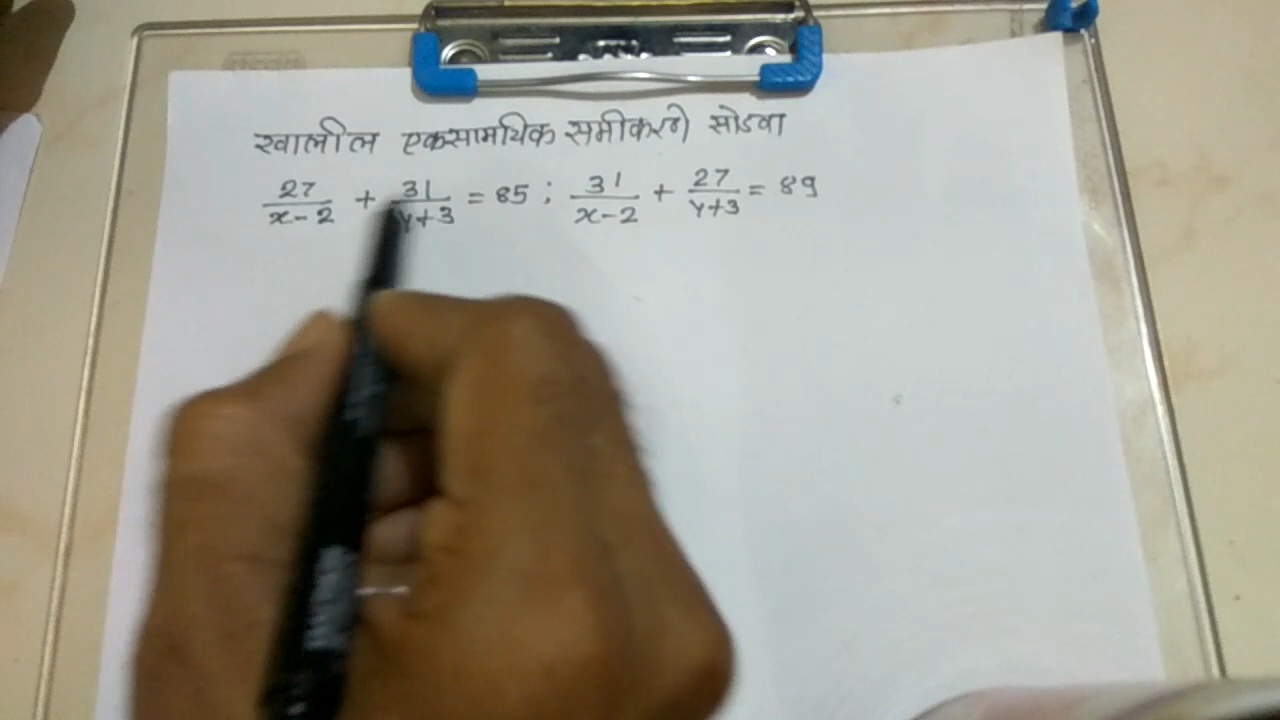 खालील एकसामयिक समीकरणे सोडवा
27/x-2 + 31/y+3 = 85 ; 31/x-2 + 27/y+3 = 89